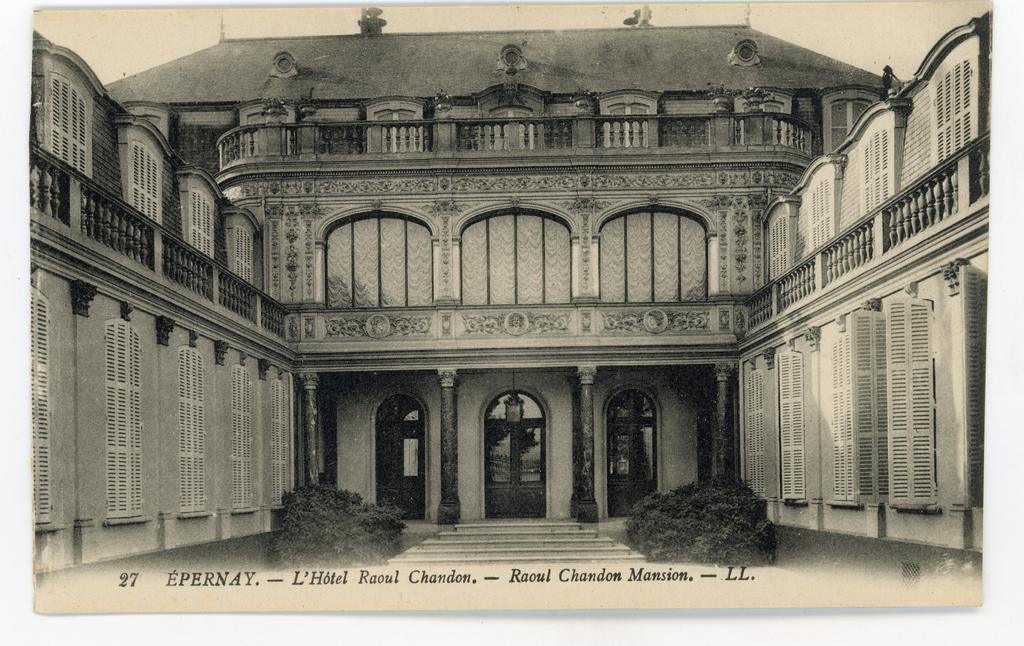 27 ÉPERNAY. — L'Hôtel Raoul Chandon. — Raoul Chandon Mansion. — LL.